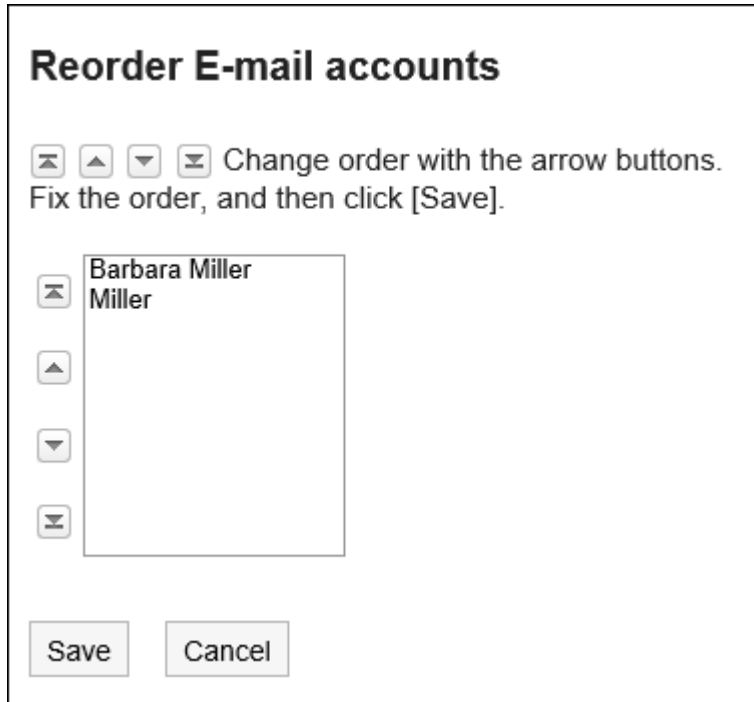 Reorder E-mail accounts
Change order with the arrow buttons.
Fix the order, and then click [Save].
Barbara Miller
Miller
Save
Cancel